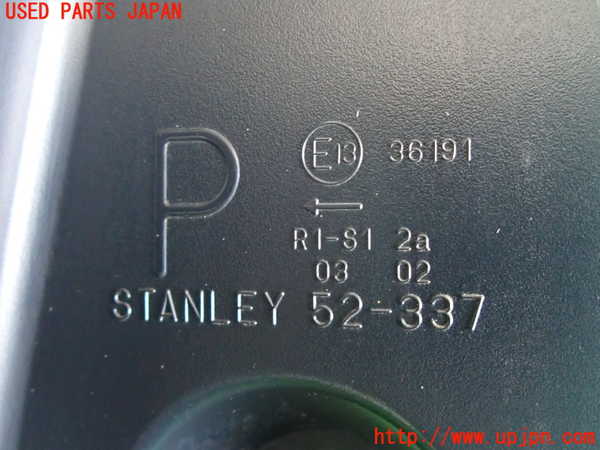 USED PARTS JAPAN
P
E13 36191
←
R1-S1 2a
03 02
STANLEY 52-337
http://www.upjpn.com